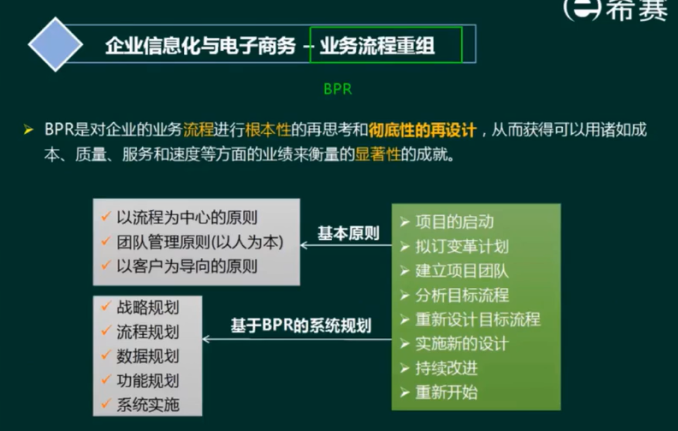 希赛
企业信息化与电子商务 – 业务流程重组
BPR
BPR是对企业的业务流程进行根本性的再思考和彻底性的再设计，从而获得可以用诸如成
本、质量、服务和速度等方面的业绩来衡量的显著性的成就。
以流程为中心的原则
团队管理原则(以人为本)
以客户为导向的原则
基本原则
战略规划
流程规划
数据规划
功能规划
系统实施
基于BPR的系统规划
项目的启动
拟订变革计划
建立项目团队
分析目标流程
重新设计目标流程
实施新的设计
持续改进
重新开始